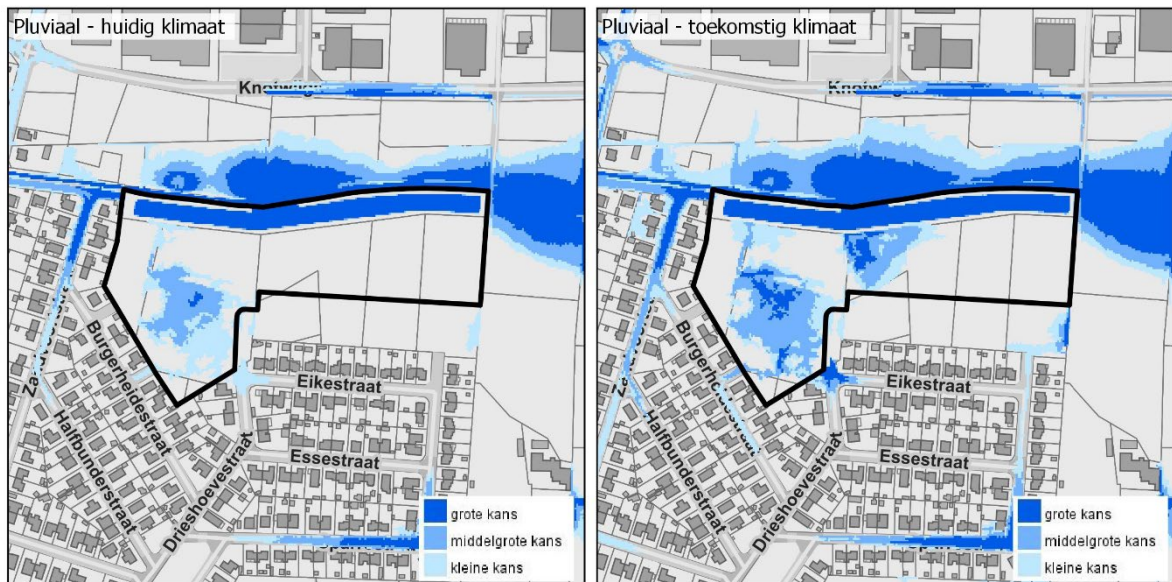 Pluviaal - huidig klimaat
Burgerheidestraat
Halfbunderstraat
Drieshoevestraat
Eikestraat
Essestraat
grote kans
middelgrote kans
kleine kans
Pluviaal - toekomstig klimaat
Halfbunderstraat
Drieshoevestraat
Eikestraat
Essestraat
grote kans
middelgrote kans
kleine kans